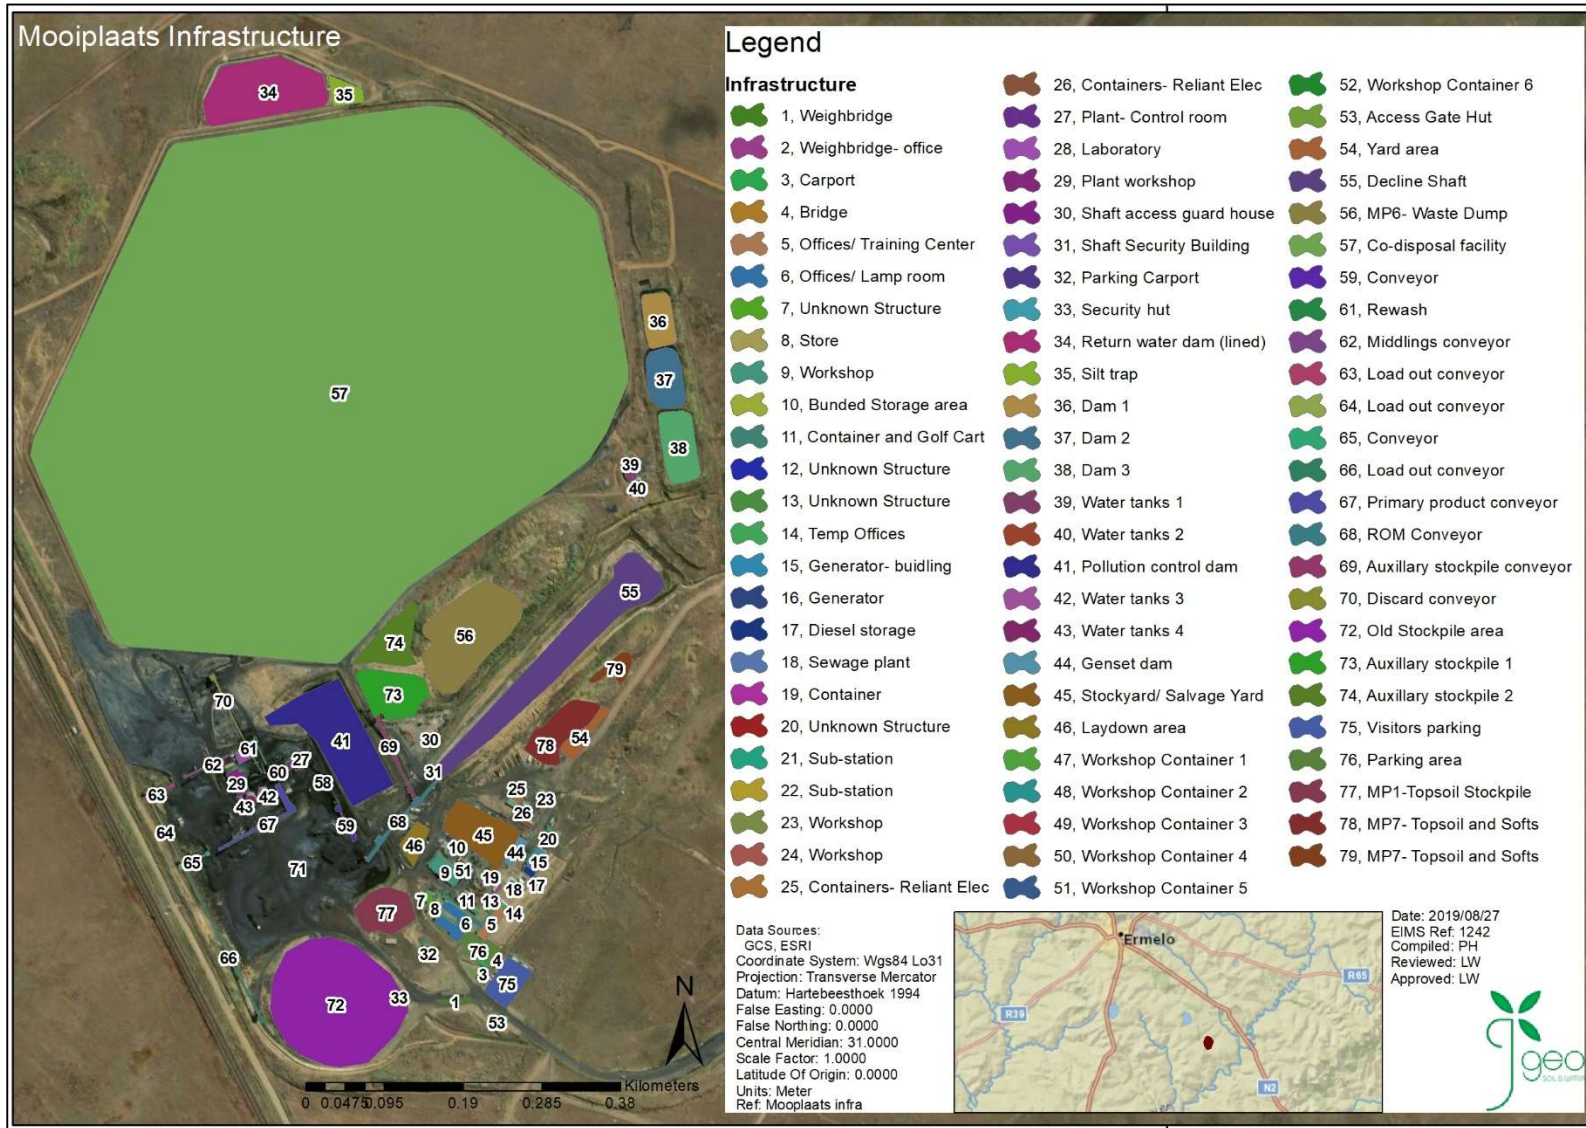 Mooiplaats Infrastructure
34
35
57
36
37
38
39
40
55
74
56
79
73
70
41
78
54
69
30
61
62
27
31
60
29
58
63
42
43
25
23
26
67
59
64
68
45
20
46
10
44
65
15
9
51
71
19
18
17
7
11
13
8
14
77
6
5
76
32
4
66
3
75
72
33
1
53
N
Kilometers
0 0.0475 0.095 0.19 0.285 0.38
Legend
Infrastructure
1, Weighbridge
2, Weighbridge- office
3, Carport
4, Bridge
5, Offices/ Training Center
6, Offices/ Lamp room
7, Unknown Structure
8, Store
9, Workshop
10, Bunded Storage area
11, Container and Golf Cart
12, Unknown Structure
13, Unknown Structure
14, Temp Offices
15, Generator- buidling
16, Generator
17, Diesel storage
18, Sewage plant
19, Container
20, Unknown Structure
21, Sub-station
22, Sub-station
23, Workshop
24, Workshop
25, Containers- Reliant Elec
26, Containers- Reliant Elec
27, Plant- Control room
28, Laboratory
29, Plant workshop
30, Shaft access guard house
31, Shaft Security Building
32, Parking Carport
33, Security hut
34, Return water dam (lined)
35, Silt trap
36, Dam 1
37, Dam 2
38, Dam 3
39, Water tanks 1
40, Water tanks 2
41, Pollution control dam
42, Water tanks 3
43, Water tanks 4
44, Genset dam
45, Stockyard/ Salvage Yard
46, Laydown area
47, Workshop Container 1
48, Workshop Container 2
49, Workshop Container 3
50, Workshop Container 4
51, Workshop Container 5
52, Workshop Container 6
53, Access Gate Hut
54, Yard area
55, Decline Shaft
56, MP6- Waste Dump
57, Co-disposal facility
59, Conveyor
61, Rewash
62, Middlings conveyor
63, Load out conveyor
64, Load out conveyor
65, Conveyor
66, Load out conveyor
67, Primary product conveyor
68, ROM Conveyor
69, Auxillary stockpile conveyor
70, Discard conveyor
72, Old Stockpile area
73, Auxillary stockpile 1
74, Auxillary stockpile 2
75, Visitors parking
76, Parking area
77, MP1-Topsoil Stockpile
78, MP7- Topsoil and Softs
79, MP7- Topsoil and Softs
Data Sources:
GCS, ESRI
Coordinate System: Wgs84 Lo31
Projection: Transverse Mercator
Datum: Hartebeesthoek 1994
False Easting: 0.0000
False Northing: 0.0000
Central Meridian: 31.0000
Scale Factor: 1.0000
Latitude Of Origin: 0.0000
Units: Meter
Ref: Mooplaats infra
Ermelo
R65
R39
N2
Date: 2019/08/27
EIMS Ref: 1242
Compiled: PH
Reviewed: LW
Approved: LW
geo